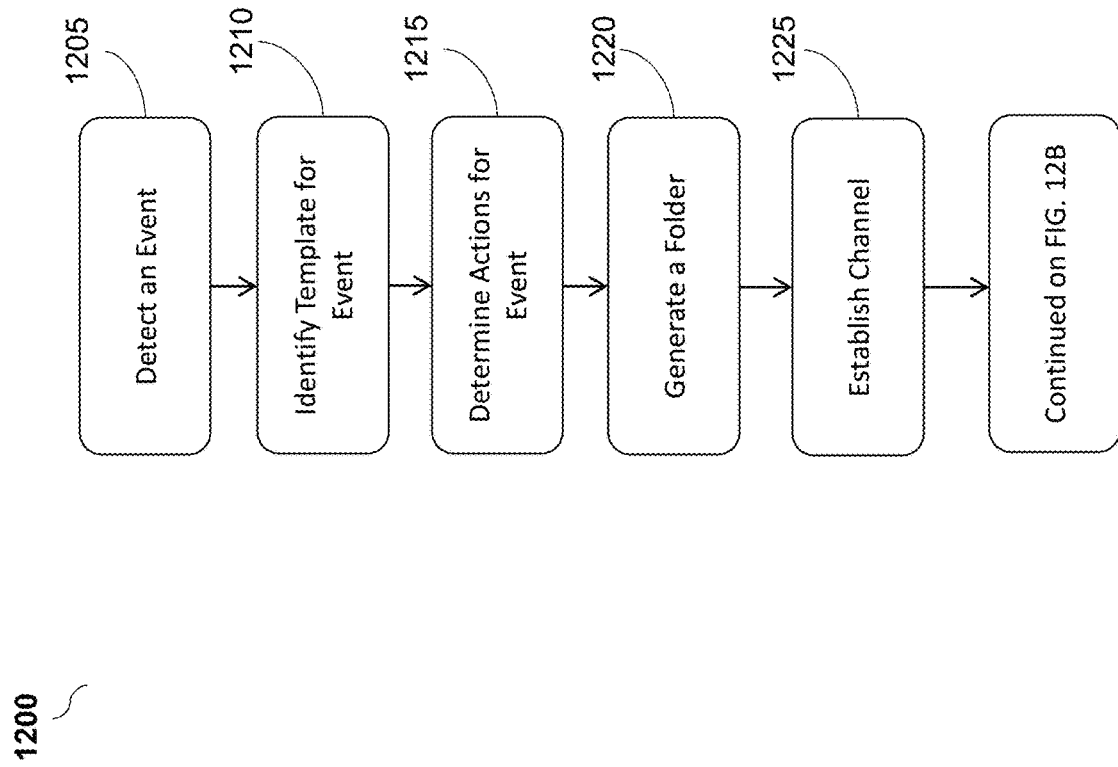 1200
Detect an Event
1205
Identify Template for
Event
1210
Determine Actions for
Event
1215
Generate a Folder
1220
Establish Channel
1225
Continued on FIG. 12B